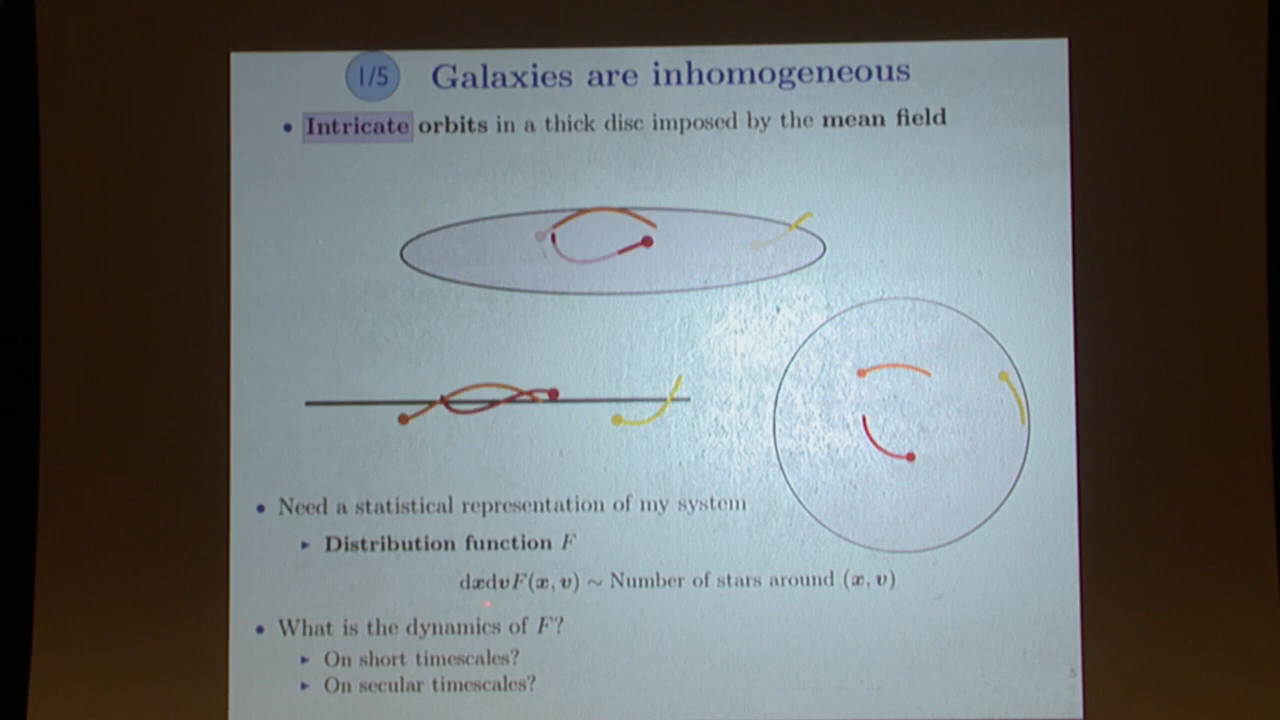 1/5 Galaxies are inhomogeneous
• Intricate orbits in a thick disc imposed by the mean field
• Need a statistical representation of my system
▸ Distribution function F
dxdvF(x, v) ~ Number of stars around (x, v)
• What is the dynamics of F?
▸ On short timescales?
▸ On secular timescales?
5